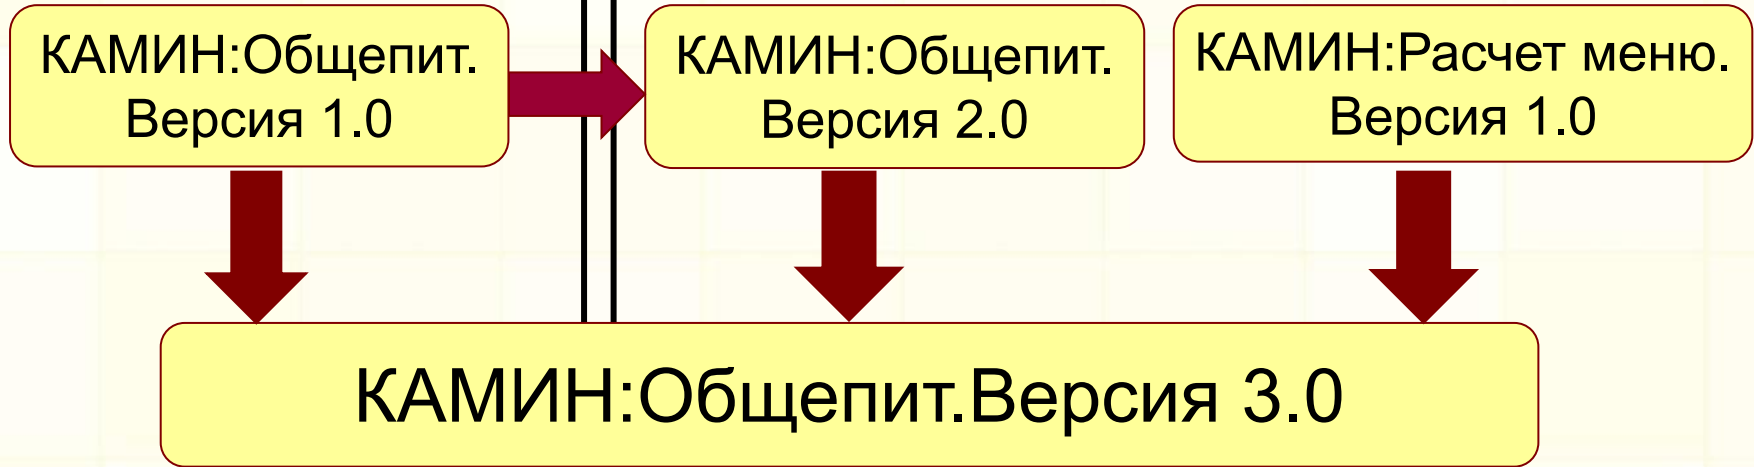 КАМИН:Общепит.
Версия 1.0
КАМИН:Общепит.
Версия 2.0
КАМИН:Расчет меню.
Версия 1.0
КАМИН:Общепит.Версия 3.0